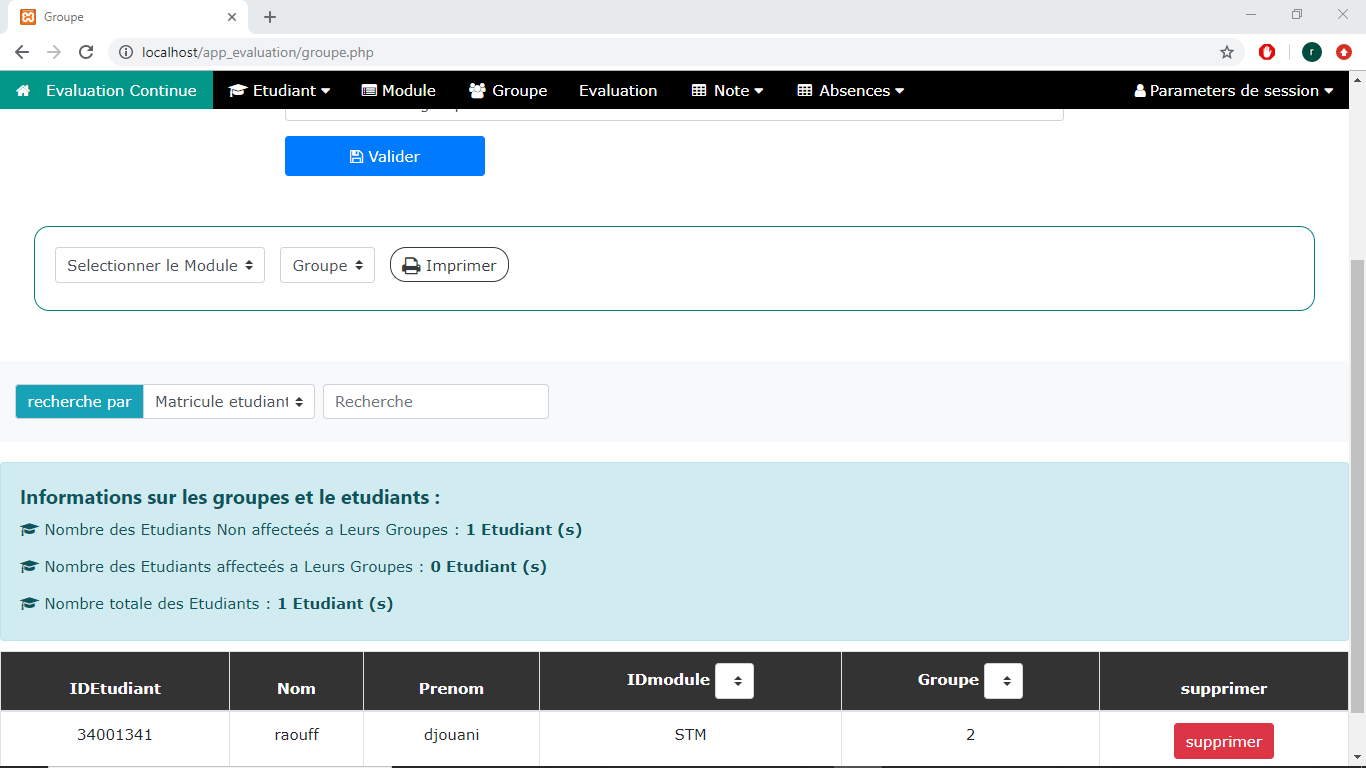 Groupe
localhost/app_evaluation/groupe.php
r
Evaluation Continue Etudiant Module Groupe Evaluation Note Absences Parameters de session
Valider
Selectionner le Module Groupe Imprimer
recherche par Matricule etudiant Recherche
Informations sur les groupes et le etudiants :
Nombre des Etudiants Non affecteés a Leurs Groupes : 1 Etudiant (s)
Nombre des Etudiants affecteés a Leurs Groupes : 0 Etudiant (s)
Nombre totale des Etudiants : 1 Etudiant (s)
IDEtudiant Nom Prenom IDmodule Groupe supprimer
34001341 raouff djouani STM 2 supprimer